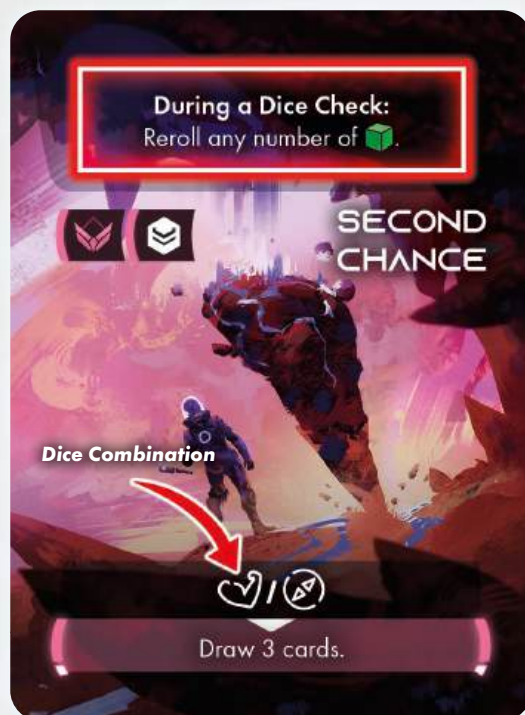 During a Dice Check:
Reroll any number of .
SECOND
CHANCE
Dice Combination
/
Draw 3 cards.